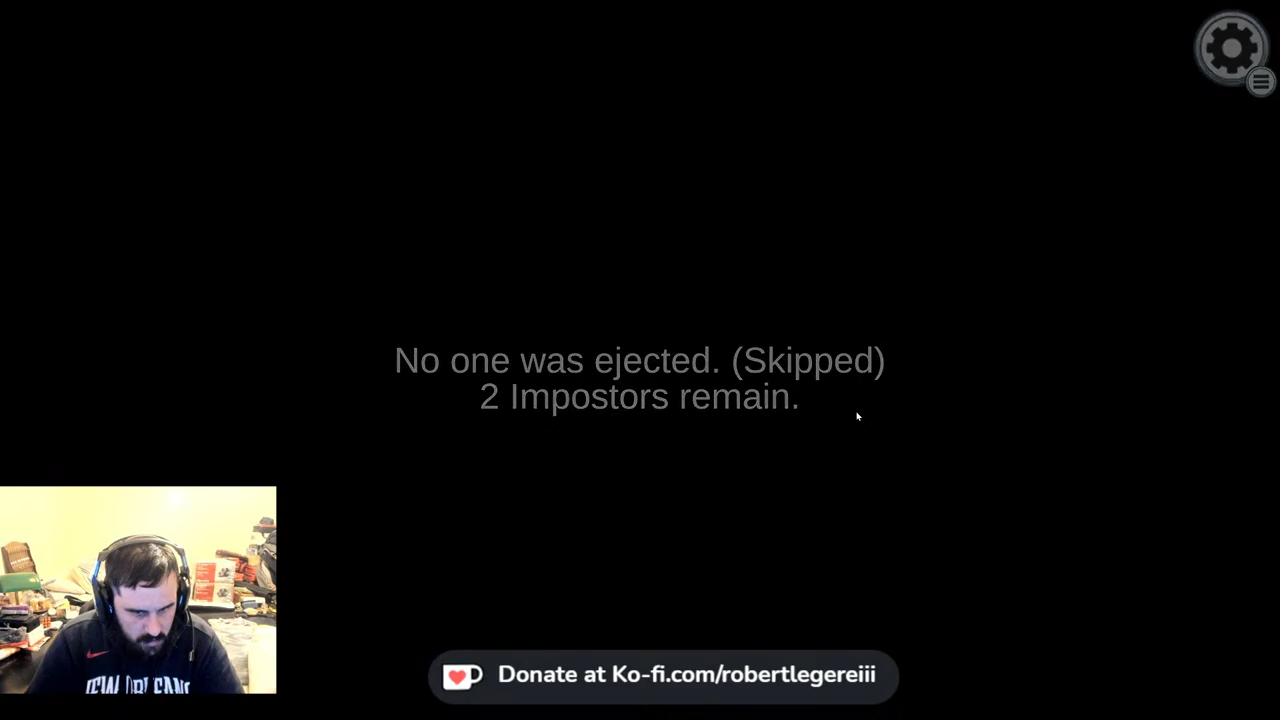 No one was ejected. (Skipped)
2 Impostors remain.
Donate at Ko-fi.com/robertlegereiii